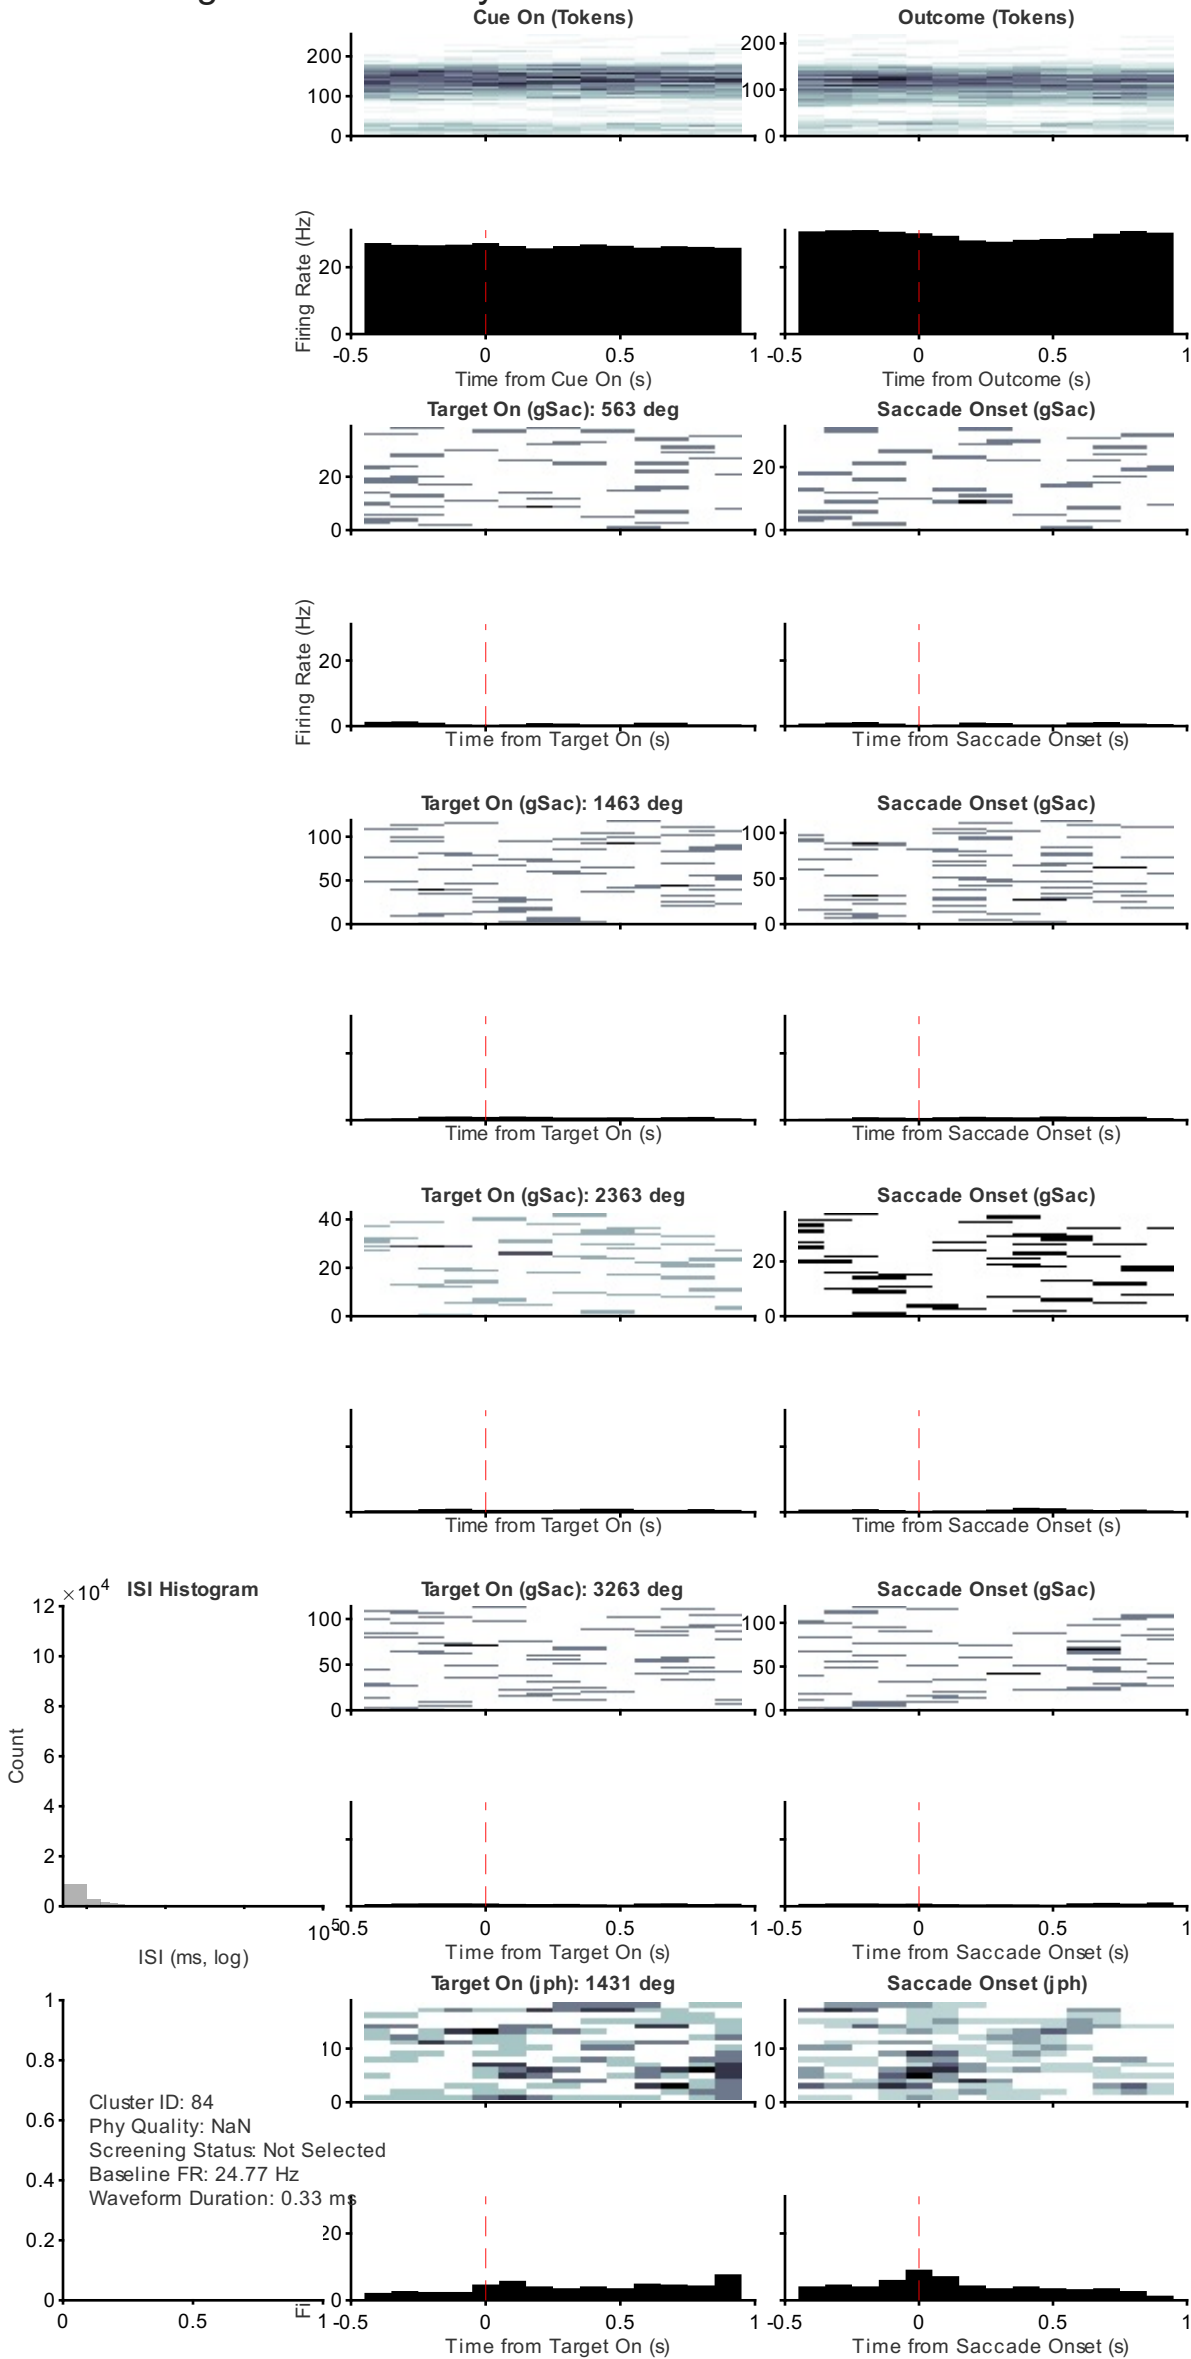 Cue On (Tokens)
Outcome (Tokens)
200
100
0
200
100
0
Firing Rate (Hz)
20
0
-0.5 0 0.5 1
-0.5 0 0.5 1
Time from Cue On (s)
Time from Outcome (s)
Target On (gSac): 563 deg
Saccade Onset (gSac)
20
0
20
0
Firing Rate (Hz)
20
0
Time from Target On (s)
Time from Saccade Onset (s)
Target On (gSac): 1463 deg
Saccade Onset (gSac)
100
50
0
100
50
0
Time from Target On (s)
Time from Saccade Onset (s)
Target On (gSac): 2363 deg
Saccade Onset (gSac)
40
20
0
20
0
Time from Target On (s)
Time from Saccade Onset (s)
×10^4
ISI Histogram
12
10
8
6
4
2
0
Count
10^5
ISI (ms, log)
Target On (gSac): 3263 deg
Saccade Onset (gSac)
100
50
0
100
50
0
-0.5 0 0.5 1
-0.5 0 0.5 1
Time from Target On (s)
Time from Saccade Onset (s)
Target On (jph): 1431 deg
Saccade Onset (jph)
10
0
10
0
1
0.8
0.6
0.4
0.2
0
0 0.5 1
Cluster ID: 84
Phy Quality: NaN
Screening Status: Not Selected
Baseline FR: 24.77 Hz
Waveform Duration: 0.33 ms
Fi
20
0
-0.5 0 0.5 1
-0.5 0 0.5 1
Time from Target On (s)
Time from Saccade Onset (s)